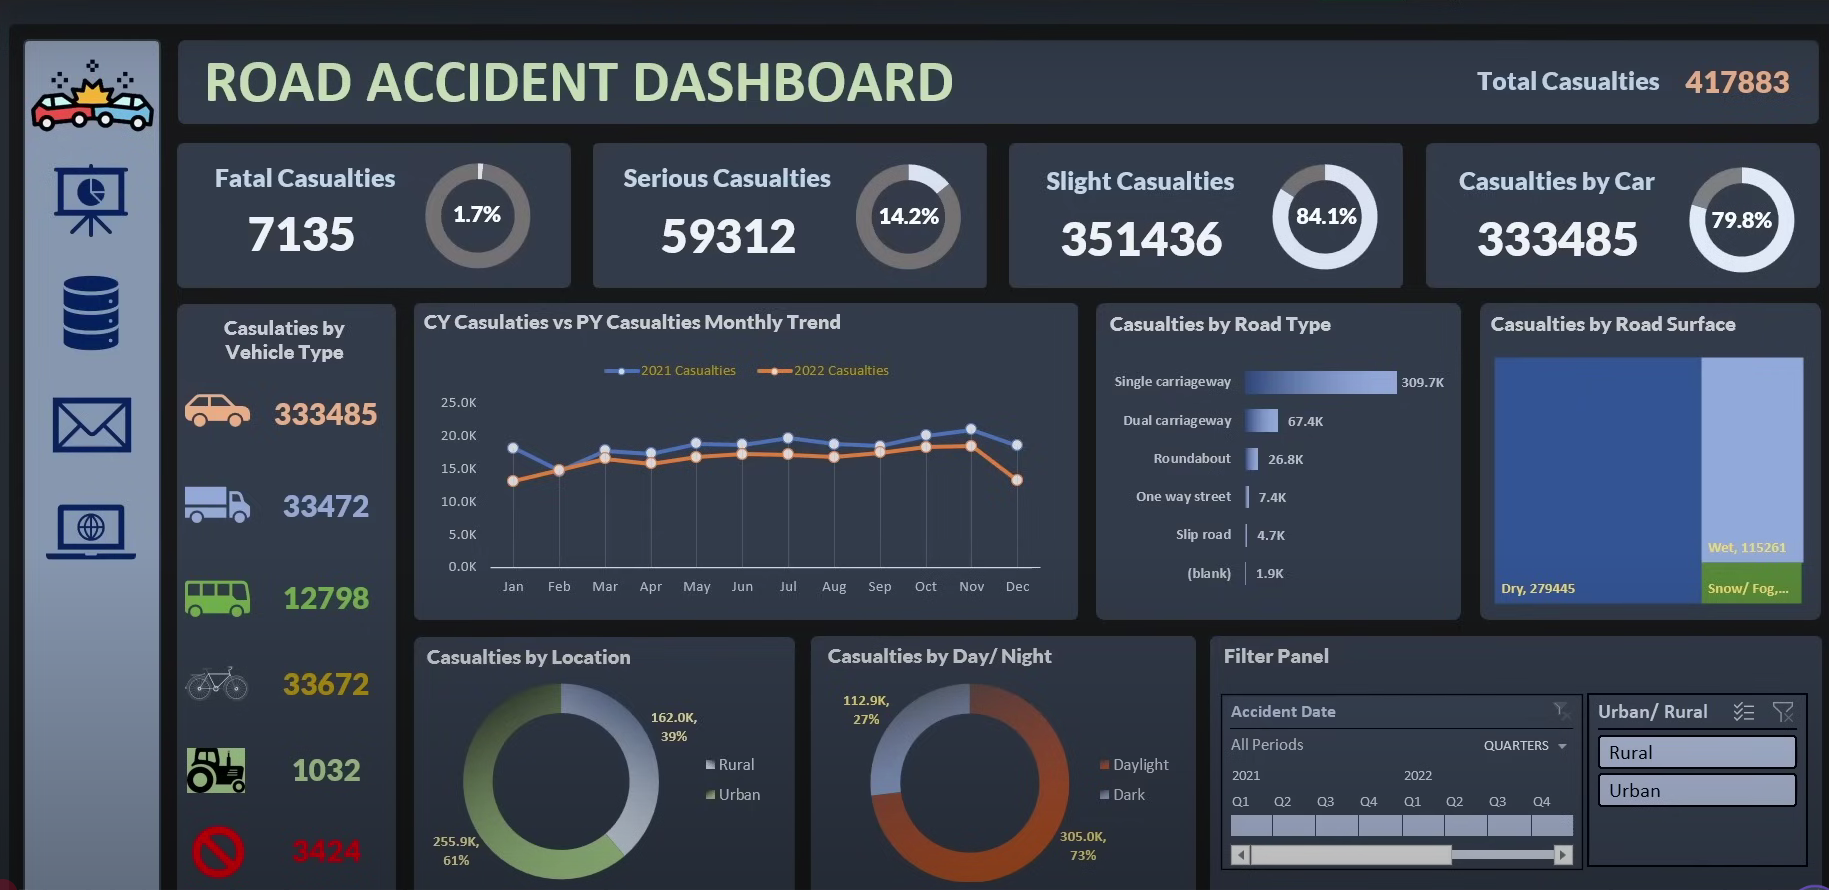 ROAD ACCIDENT DASHBOARD
Total Casualties 417883
Fatal Casualties
7135
1.7%
Serious Casualties
59312
14.2%
Slight Casualties
351436
84.1%
Casualties by Car
333485
79.8%
Casulaties by
Vehicle Type
333485
33472
12798
33672
1032
3424
CY Casulaties vs PY Casualties Monthly Trend
2021 Casualties 2022 Casualties
25.0K
20.0K
15.0K
10.0K
5.0K
0.0K
Jan Feb Mar Apr May Jun Jul Aug Sep Oct Nov Dec
Casualties by Road Type
Single carriageway 309.7K
Dual carriageway 67.4K
Roundabout 26.8K
One way street 7.4K
Slip road 4.7K
(blank) 1.9K
Casualties by Road Surface
Wet, 115261
Dry, 279445
Snow/ Fog,...
Casualties by Location
162.0K,
39%
Rural
Urban
255.9K,
61%
Casualties by Day/ Night
112.9K,
27%
Daylight
Dark
305.0K,
73%
Filter Panel
Accident Date
All Periods QUARTERS
2021 2022
Q1 Q2 Q3 Q4 Q1 Q2 Q3 Q4
Urban/ Rural
Rural
Urban